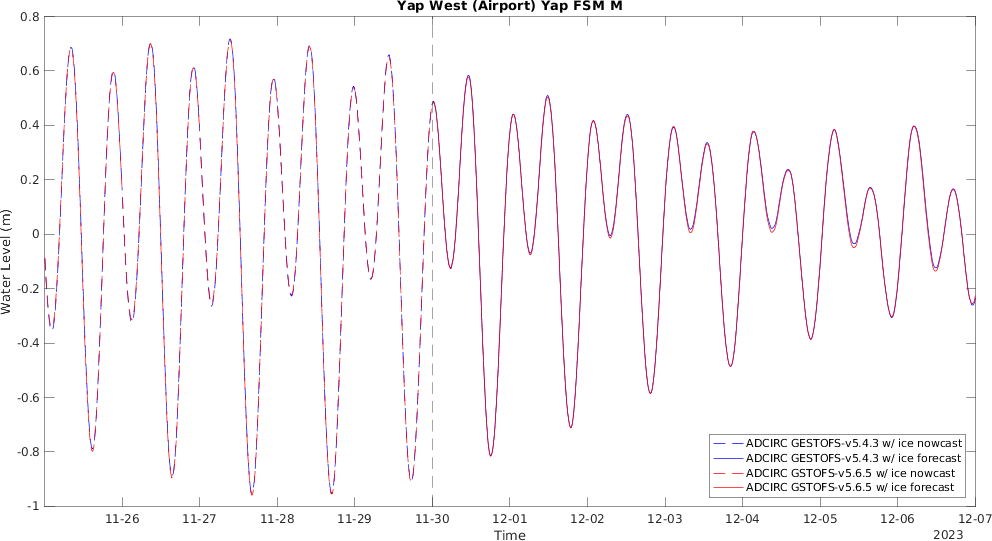 Yap West (Airport) Yap FSM M
0.8
0.6
0.4
0.2
0
-0.2
-0.4
-0.6
-0.8
-1
Water Level (m)
11-26 11-27 11-28 11-29 11-30 12-01 12-02 12-03 12-04 12-05 12-06 12-07
Time
2023
ADCIRC GESTOFS-v5.4.3 w/ ice nowcast
ADCIRC GESTOFS-v5.4.3 w/ ice forecast
ADCIRC GSTOFS-v5.6.5 w/ ice nowcast
ADCIRC GSTOFS-v5.6.5 w/ ice forecast